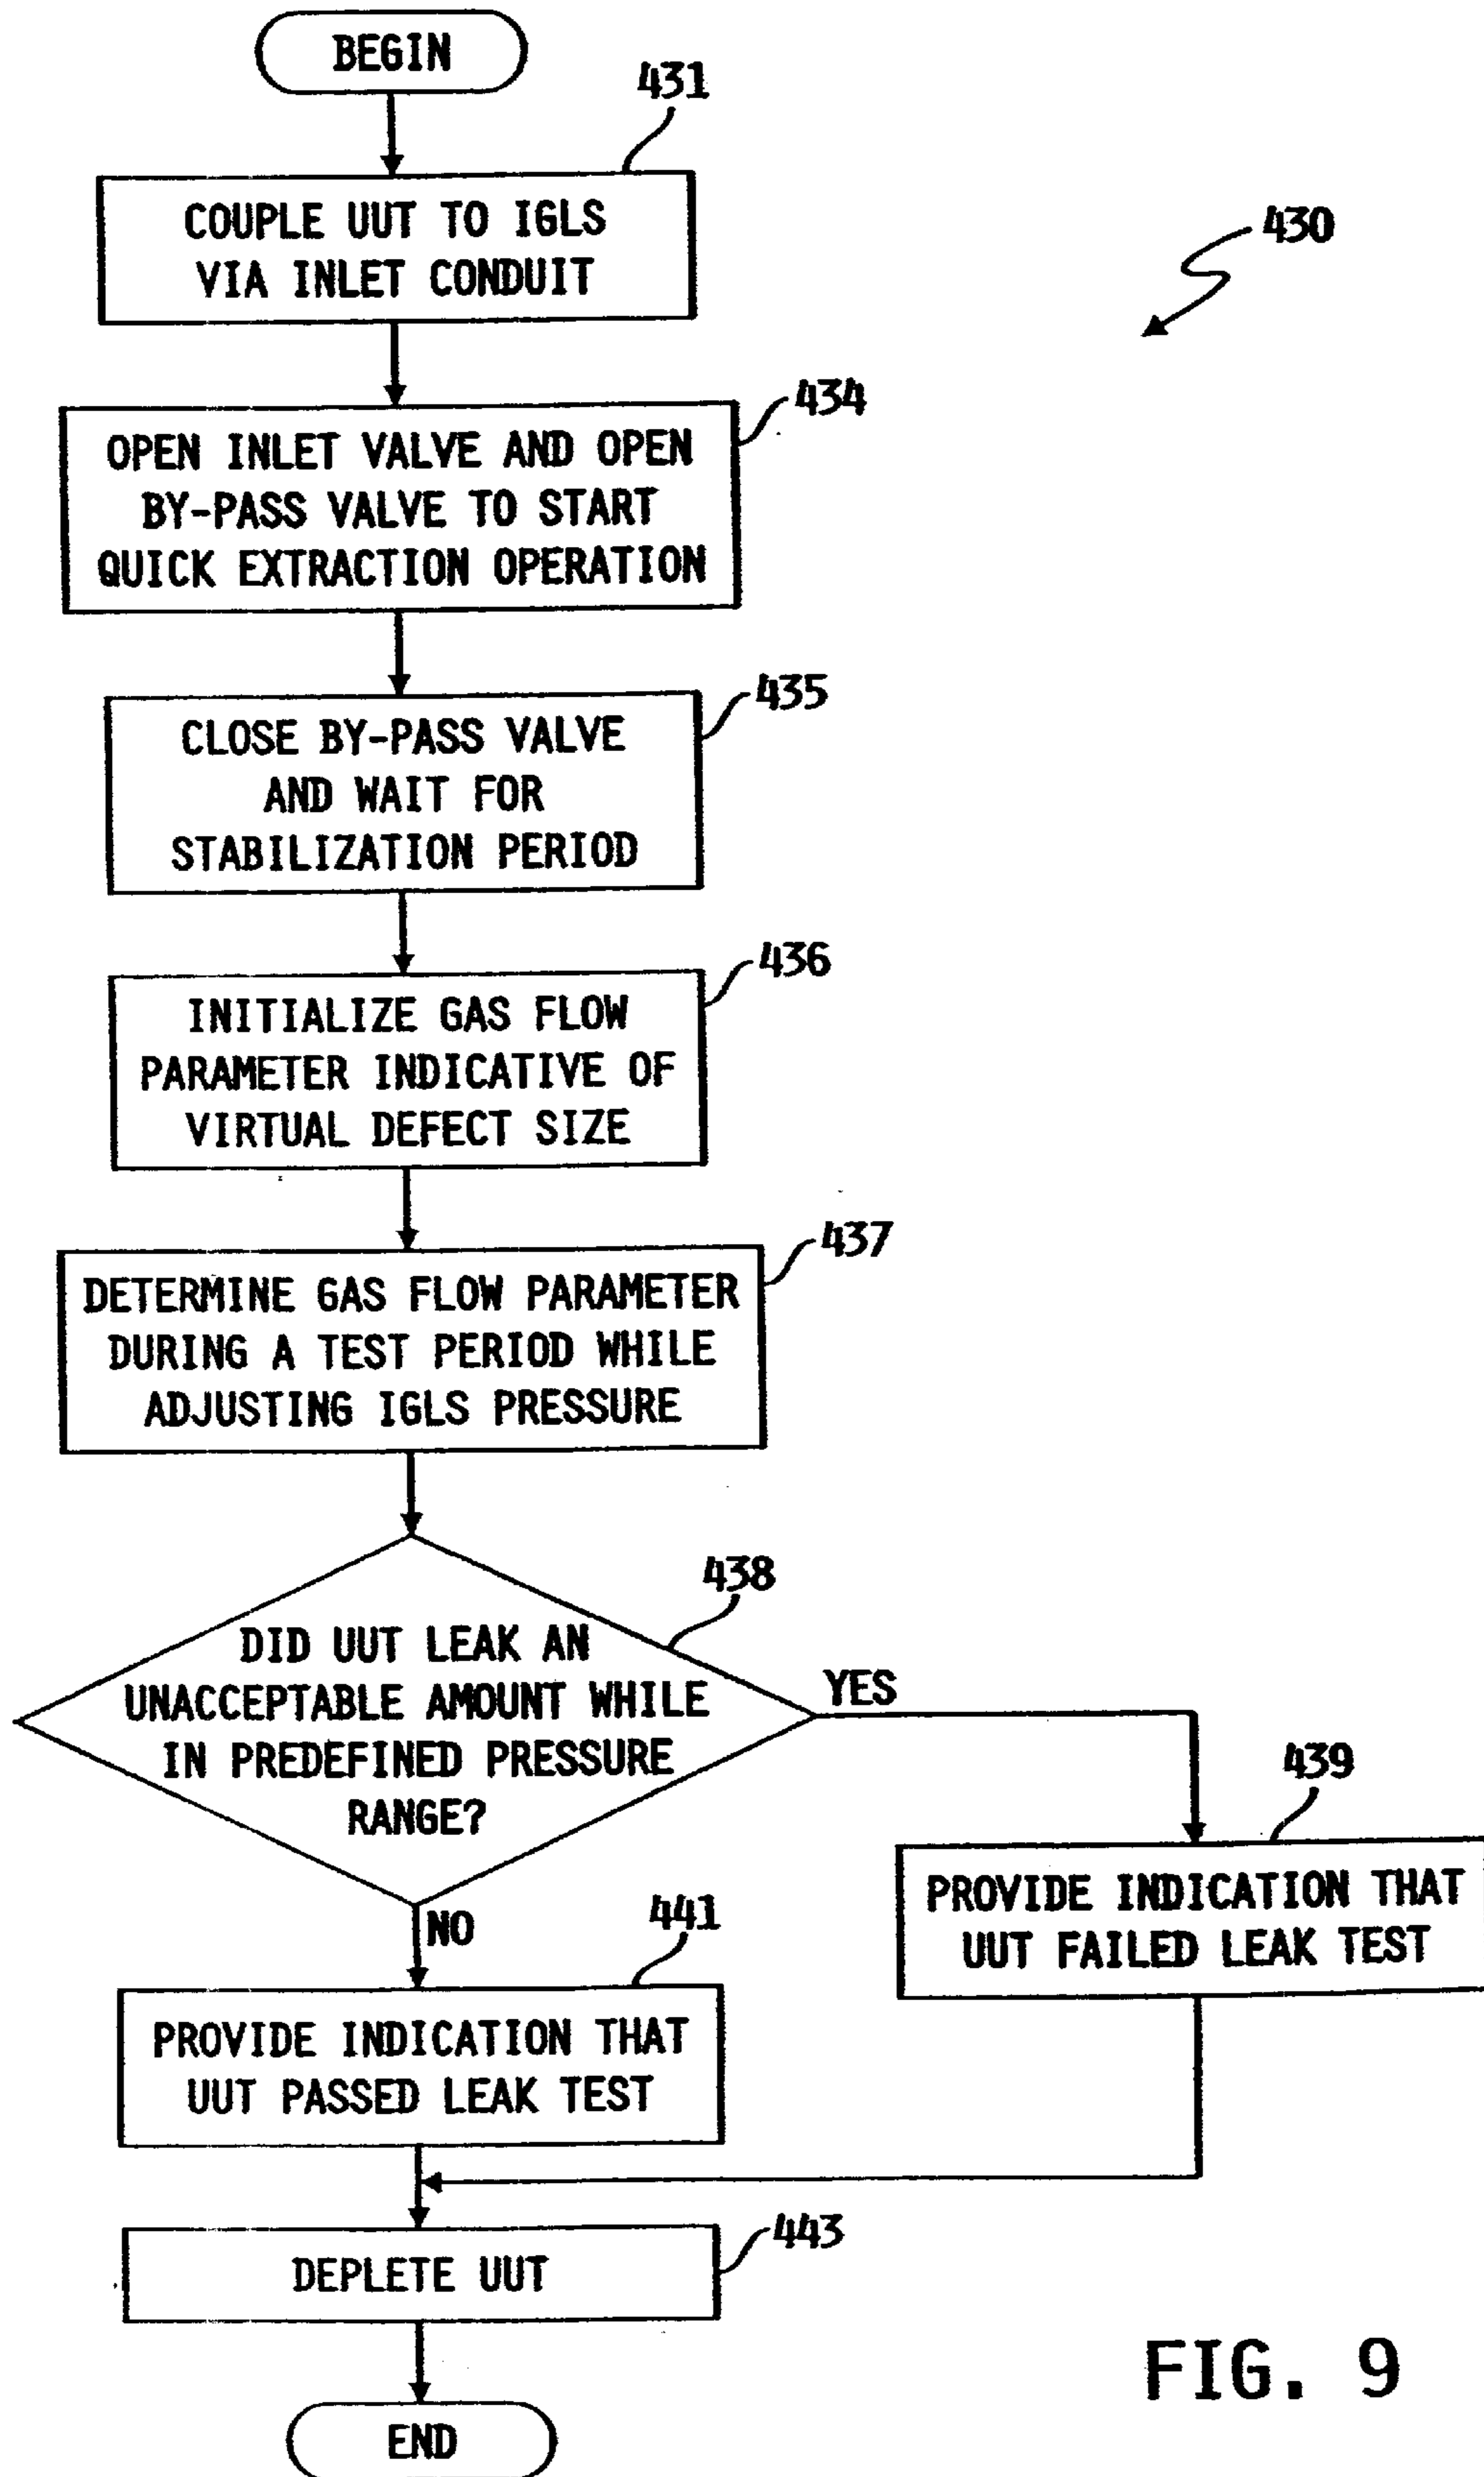 BEGIN
431
COUPLE UUT TO IGLS
VIA INLET CONDUIT
430
434
OPEN INLET VALVE AND OPEN
BY-PASS VALVE TO START
QUICK EXTRACTION OPERATION
435
CLOSE BY-PASS VALVE
AND WAIT FOR
STABILIZATION PERIOD
436
INITIALIZE GAS FLOW
PARAMETER INDICATIVE OF
VIRTUAL DEFECT SIZE
437
DETERMINE GAS FLOW PARAMETER
DURING A TEST PERIOD WHILE
ADJUSTING IGLS PRESSURE
438
DID UUT LEAK AN
UNACCEPTABLE AMOUNT WHILE
IN PREDEFINED PRESSURE
RANGE?
YES
439
PROVIDE INDICATION THAT
UUT FAILED LEAK TEST
NO
441
PROVIDE INDICATION THAT
UUT PASSED LEAK TEST
443
DEPLETE UUT
END
FIG. 9